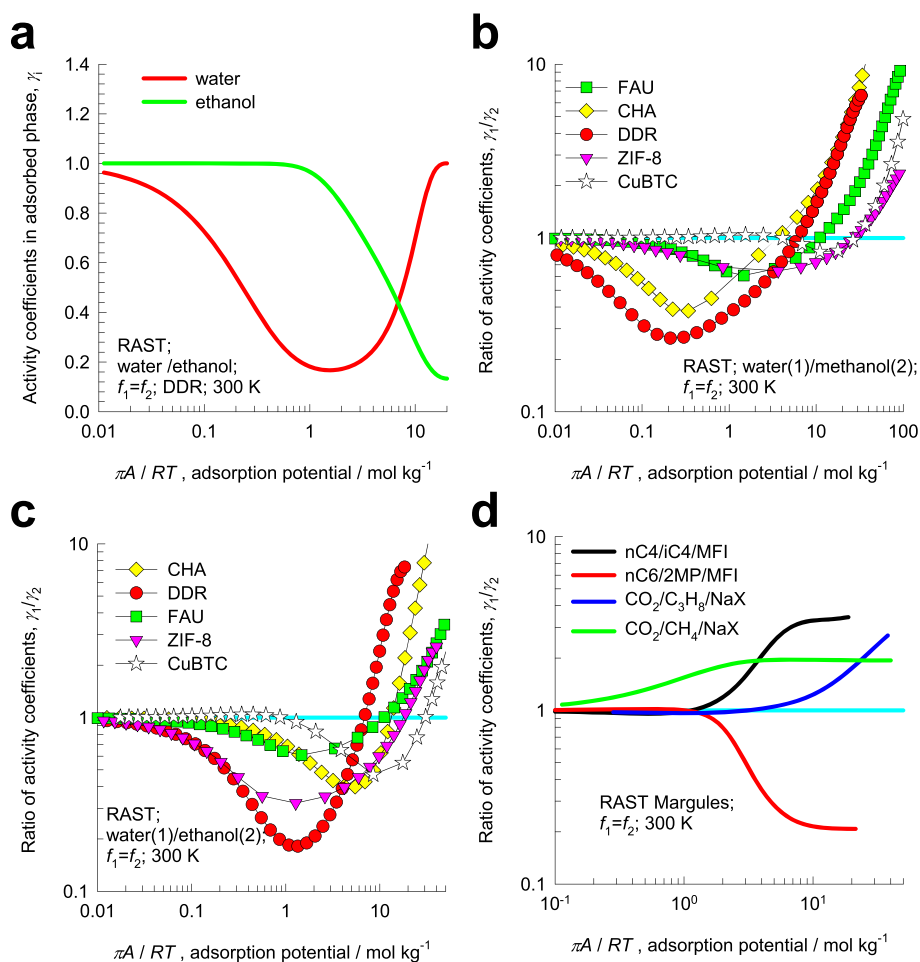 a
Activity coefficients in adsorbed phase, γi
1.4
1.2
1.0
0.8
0.6
0.4
0.2
0.0
water
ethanol
RAST;
water /ethanol;
f1=f2; DDR; 300 K
0.01
0.1
1
10
πA / RT , adsorption potential / mol kg-1
b
Ratio of activity coefficients, γ1/γ2
10
1
0.1
FAU
CHA
DDR
ZIF-8
CuBTC
RAST; water(1)/methanol(2);
f1=f2; 300 K
0.01
0.1
1
10
100
πA / RT , adsorption potential / mol kg-1
c
Ratio of activity coefficients, γ1/γ2
10
1
0.1
CHA
DDR
FAU
ZIF-8
CuBTC
RAST;
water(1)/ethanol(2);
f1=f2; 300 K
0.01
0.1
1
10
πA / RT , adsorption potential / mol kg-1
d
Ratio of activity coefficients, γ1/γ2
10
1
0.1
nC4/iC4/MFI
nC6/2MP/MFI
CO2/C3H8/NaX
CO2/CH4/NaX
RAST Margules;
f1=f2; 300 K
10-1
100
101
πA / RT , adsorption potential / mol kg-1